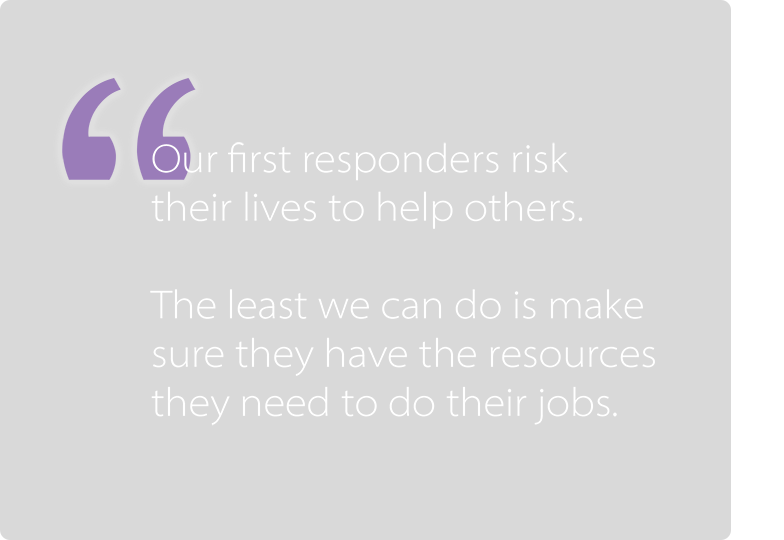 “Our first responders risk
their lives to help others.
The least we can do is make
sure they have the resources
they need to do their jobs.